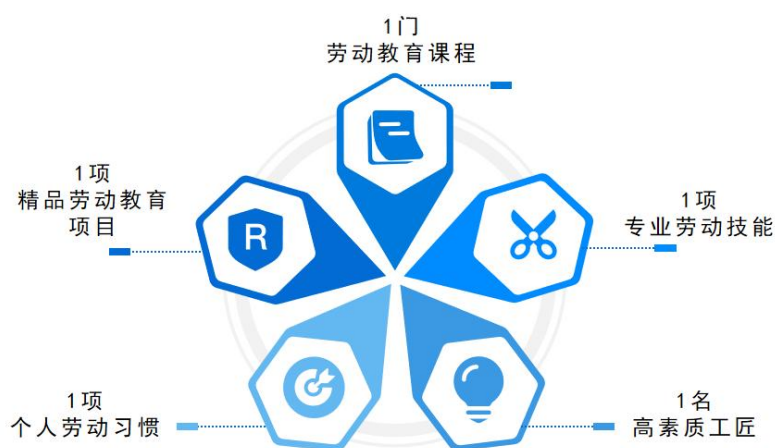 1门
劳动教育课程
1项
精品劳动教育
项目
R
1项
专业劳动技能
1项
个人劳动习惯
1名
高素质工匠